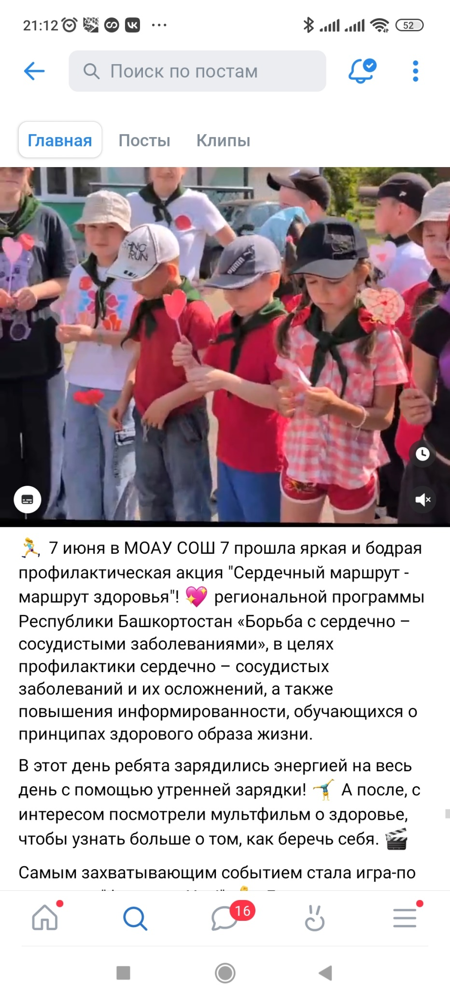 21:12
52
Поиск по постам
Главная Посты Клипы
RUN
PUMA
7 июня в МОАУ СОШ 7 прошла яркая и бодрая
профилактическая акция "Сердечный маршрут -
маршрут здоровья"! региональной программы
Республики Башкортостан «Борьба с сердечно –
сосудистыми заболеваниями», в целях
профилактики сердечно – сосудистых
заболеваний и их осложнений, а также
повышения информированности, обучающихся о
принципах здорового образа жизни.
В этот день ребята зарядились энергией на весь
день с помощью утренней зарядки! А после, с
интересом посмотрели мультфильм о здоровье,
чтобы узнать больше о том, как беречь себя.
Самым захватывающим событием стала игра-по
16